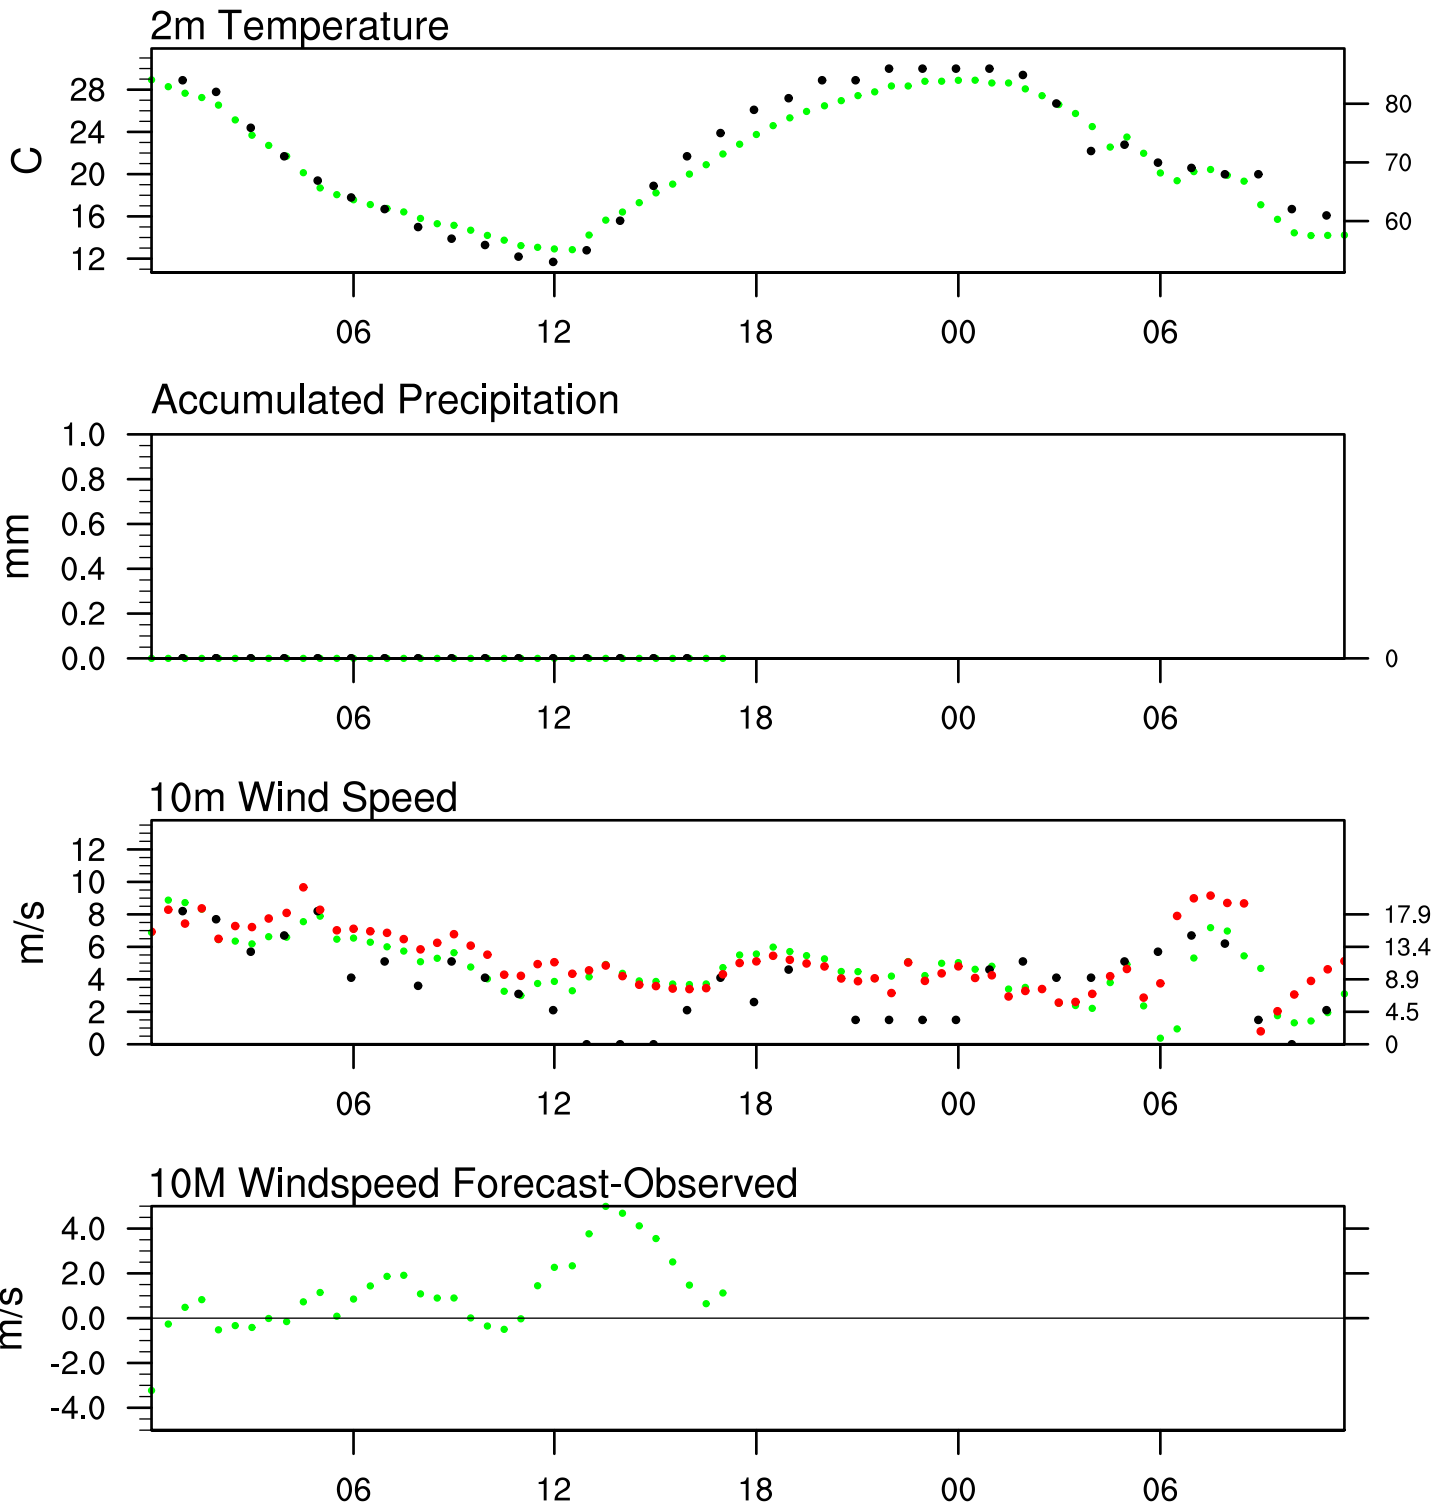 2m Temperature
28
24
20
16
12
C
80
70
60
06 12 18 00 06
Accumulated Precipitation
1.0
0.8
0.6
0.4
0.2
0.0
mm
0
06 12 18 00 06
10m Wind Speed
12
10
8
6
4
2
0
m/s
17.9
13.4
8.9
4.5
0
06 12 18 00 06
10M Windspeed Forecast-Observed
4.0
2.0
0.0
-2.0
-4.0
m/s
06 12 18 00 06